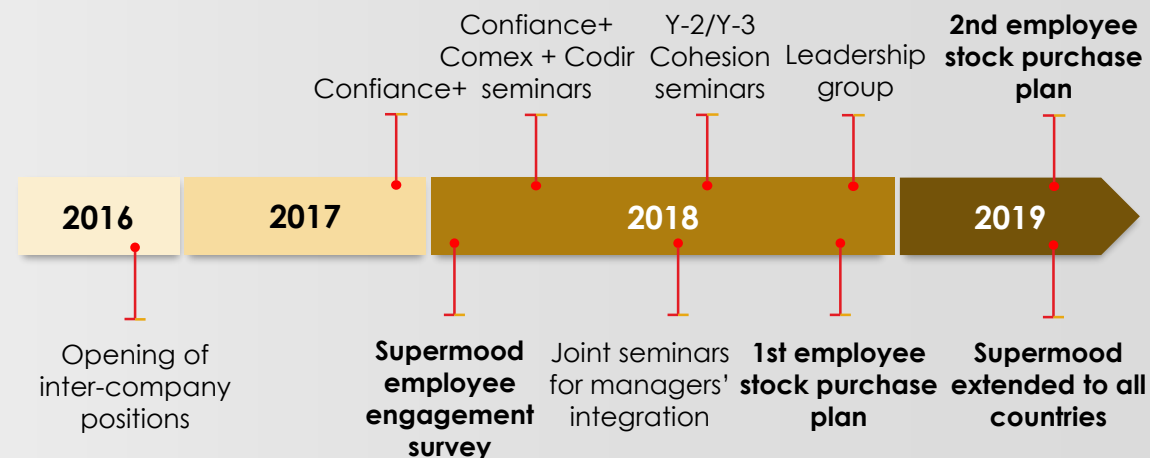 Confiance+
Confiance+
Comex + Codir
seminars
Y-2/Y-3
Cohesion
seminars
Leadership
group
2nd employee
stock purchase
plan
2016
2017
2018
2019
Opening of
inter-company
positions
Supermood
employee
engagement
survey
Joint seminars
for managers’
integration
1st employee
stock purchase
plan
Supermood
extended to all
countries